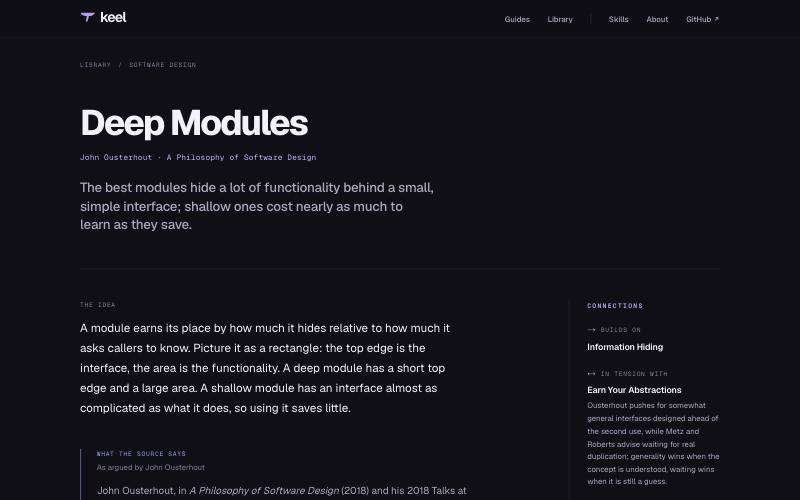 keel
Guides Library Skills About GitHub ↗
LIBRARY / SOFTWARE DESIGN
Deep Modules
John Ousterhout · A Philosophy of Software Design
The best modules hide a lot of functionality behind a small,
simple interface; shallow ones cost nearly as much to
learn as they save.
THE IDEA
A module earns its place by how much it hides relative to how much it
asks callers to know. Picture it as a rectangle: the top edge is the
interface, the area is the functionality. A deep module has a short top
edge and a large area. A shallow module has an interface almost as
complicated as what it does, so using it saves little.
WHAT THE SOURCE SAYS
As argued by John Ousterhout
John Ousterhout, in A Philosophy of Software Design (2018) and his 2018 Talks at
CONNECTIONS
→ BUILDS ON
Information Hiding
↔ IN TENSION WITH
Earn Your Abstractions
Ousterhout pushes for somewhat
general interfaces designed ahead of
the second use, while Metz and
Roberts advise waiting for real
duplication; generality wins when the
concept is understood, waiting wins
when it is still a guess.